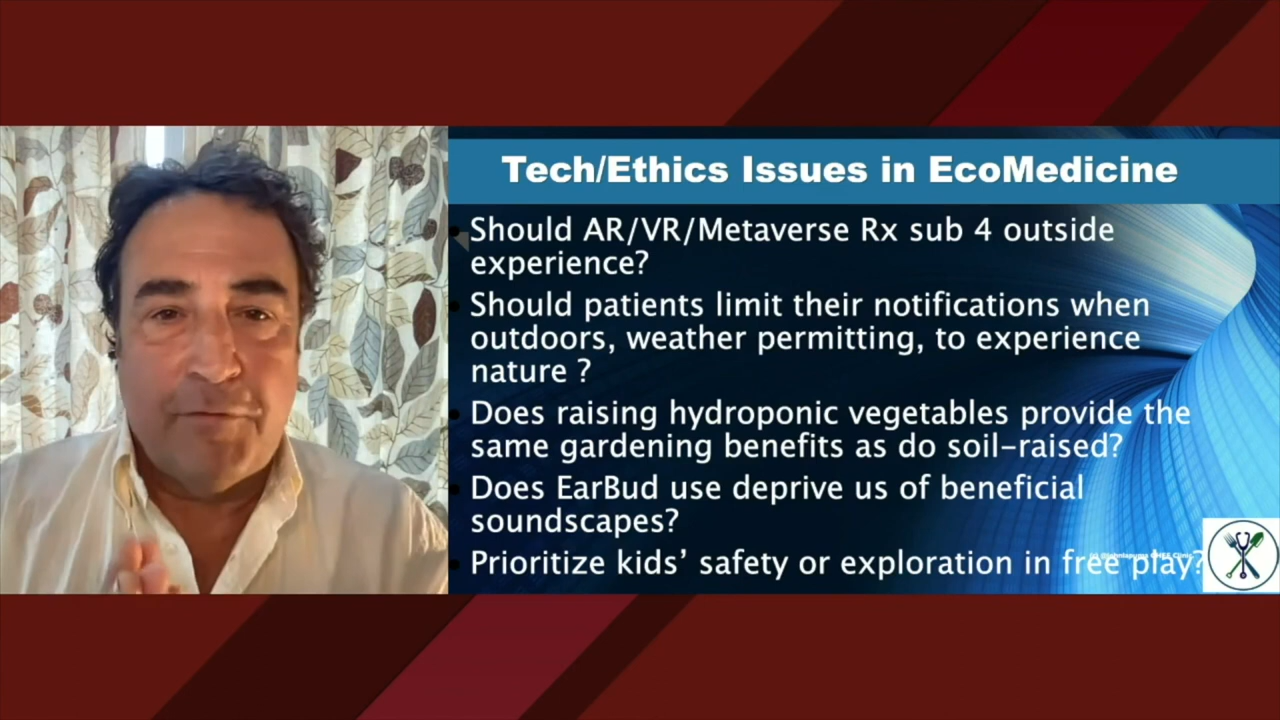 Tech/Ethics Issues in EcoMedicine
Should AR/VR/Metaverse Rx sub 4 outside
experience?
Should patients limit their notifications when
outdoors, weather permitting, to experience
nature ?
Does raising hydroponic vegetables provide the
same gardening benefits as do soil-raised?
Does EarBud use deprive us of beneficial
soundscapes?
Prioritize kids’ safety or exploration in free play?